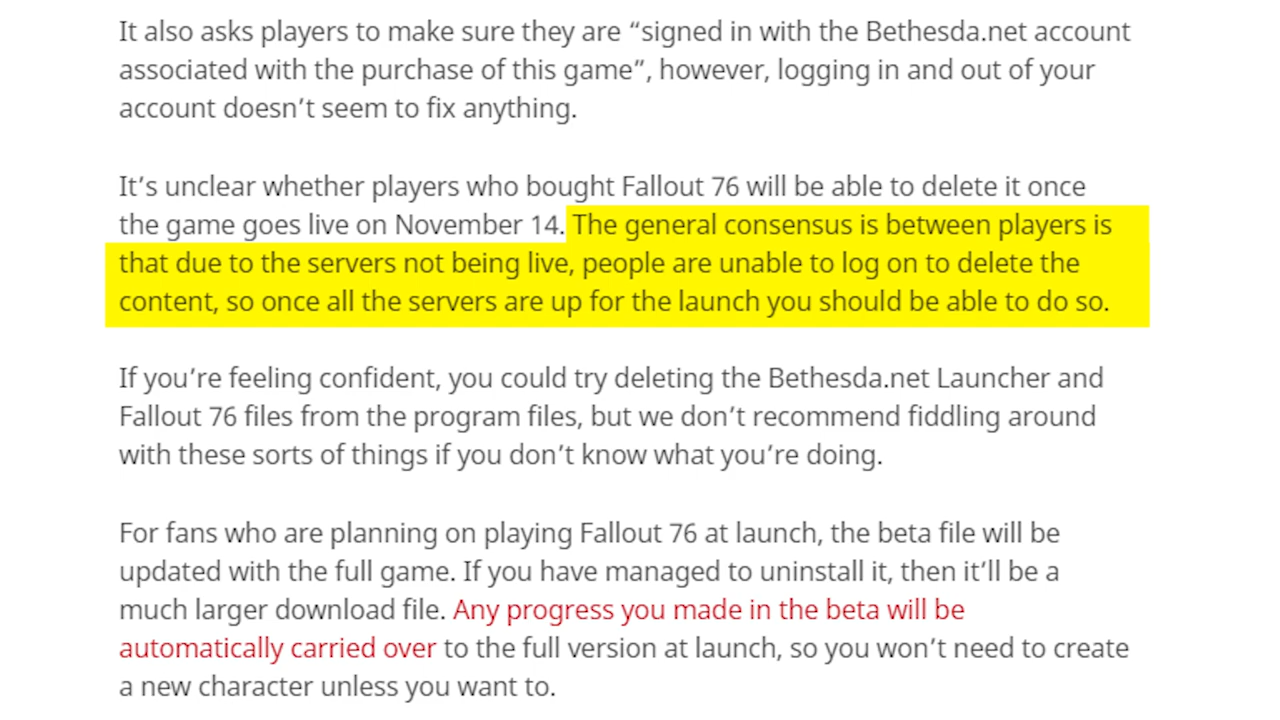 It also asks players to make sure they are “signed in with the Bethesda.net account
associated with the purchase of this game”, however, logging in and out of your
account doesn’t seem to fix anything.
It’s unclear whether players who bought Fallout 76 will be able to delete it once
the game goes live on November 14. The general consensus is between players is
that due to the servers not being live, people are unable to log on to delete the
content, so once all the servers are up for the launch you should be able to do so.
If you’re feeling confident, you could try deleting the Bethesda.net Launcher and
Fallout 76 files from the program files, but we don’t recommend fiddling around
with these sorts of things if you don’t know what you’re doing.
For fans who are planning on playing Fallout 76 at launch, the beta file will be
updated with the full game. If you have managed to uninstall it, then it’ll be a
much larger download file. Any progress you made in the beta will be
automatically carried over to the full version at launch, so you won’t need to create
a new character unless you want to.